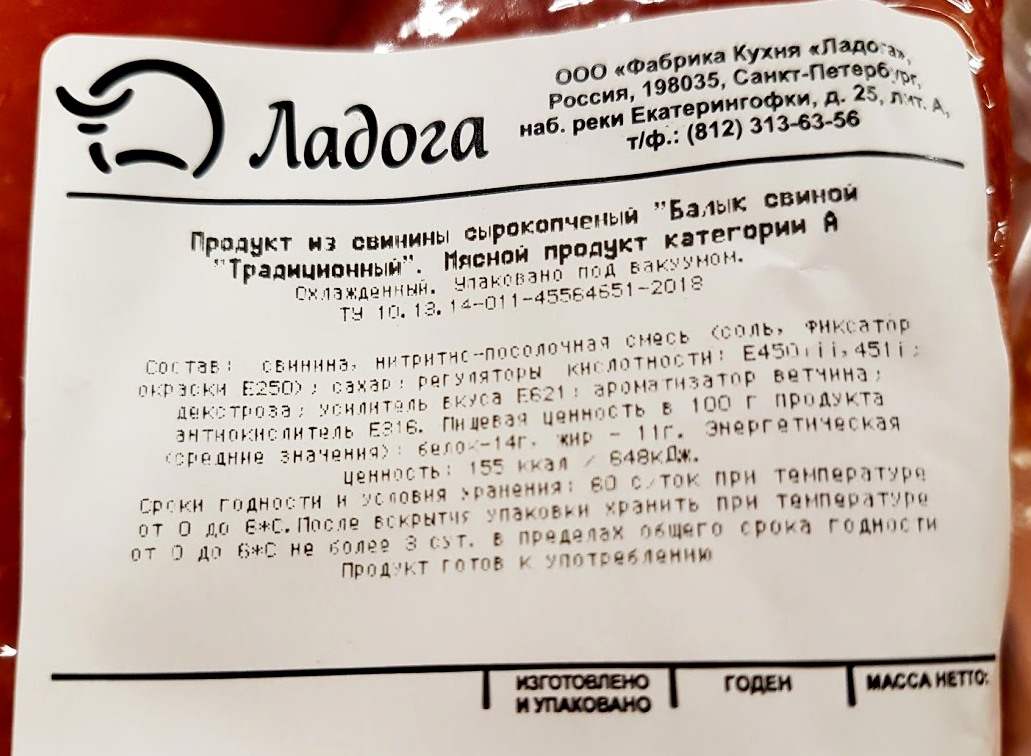 Ладога
ООО «Фабрика Кухня «Ладога»,
Россия, 198035, Санкт-Петербург,
наб. реки Екатерингофки, д. 25, лит. А,
т/ф.: (812) 313-63-56
Продукт из свинины сырокопченый "Балык свиной
"Традиционный". Мясной продукт категории А
Охлажденный. Упаковано под вакуумом.
ТУ 10.13.14-011-45564651-2018
Состав: свинина, нитритно-посолочная смесь (соль, фиксатор
окраски Е250); сахар; регуляторы кислотности: Е450iii,451i;
декстроза; усилитель вкуса Е621; ароматизатор ветчина;
антиокислитель Е316. Пищевая ценность в 100 г продукта
(средние значения): белок-14г, жир - 11г. Энергетическая
ценность: 155 ккал / 648кДж.
Сроки годности и условия хранения: 60 суток при температуре
от 0 до 6*С. После вскрытия упаковки хранить при температуре
от 0 до 6*С не более 3 сут. в пределах общего срока годности
Продукт готов к употреблению
ИЗГОТОВЛЕНО
И УПАКОВАНО
ГОДЕН
МАССА НЕТТО: